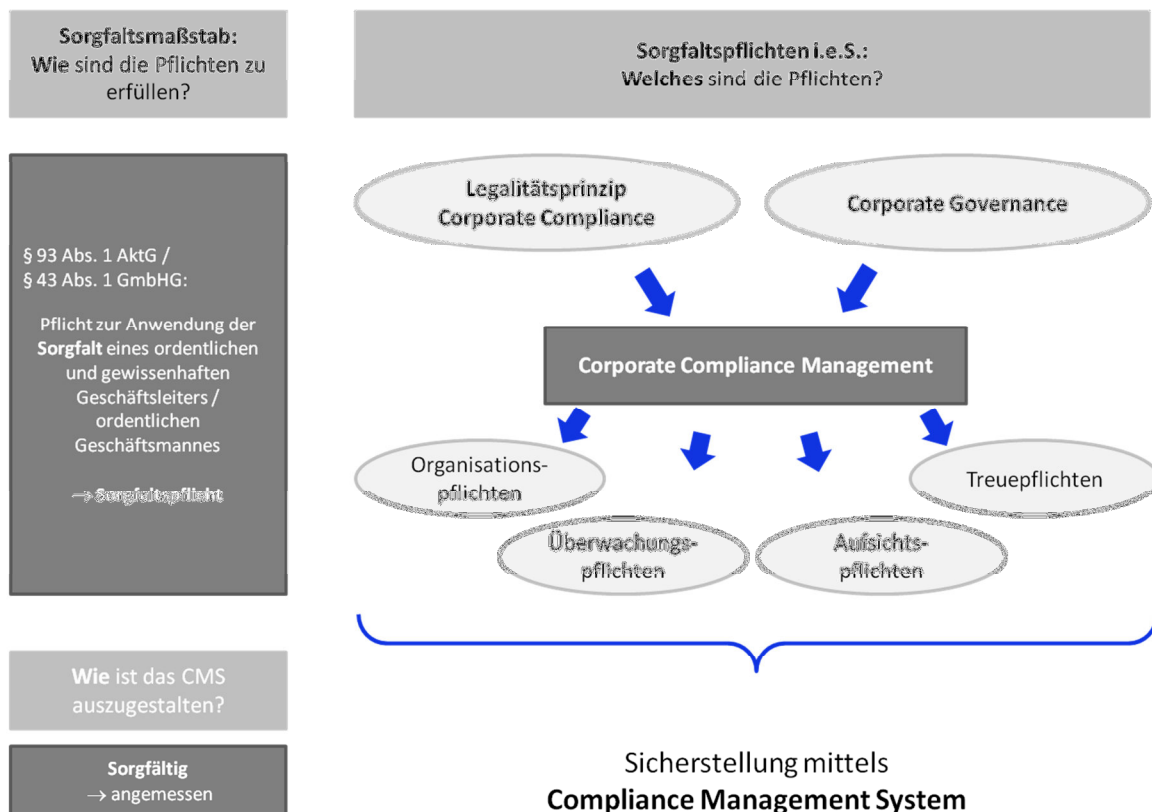 Sorgfaltsmaßstab:
Wie sind die Pflichten zu
erfüllen?
Sorgfaltspflichten i.e.S.:
Welches sind die Pflichten?
§ 93 Abs. 1 AktG /
§ 43 Abs. 1 GmbHG:
Pflicht zur Anwendung der
Sorgfalt eines ordentlichen
und gewissenhaften
Geschäftsleiters /
ordentlichen
Geschäftsmannes
→ Sorgfaltspflicht
Legalitätsprinzip
Corporate Compliance
Corporate Governance
Corporate Compliance Management
Organisations-
pflichten
Überwachungs-
pflichten
Aufsichts-
pflichten
Treuepflichten
Wie ist das CMS
auszugestalten?
Sorgfältig
→ angemessen
Sicherstellung mittels
Compliance Management System